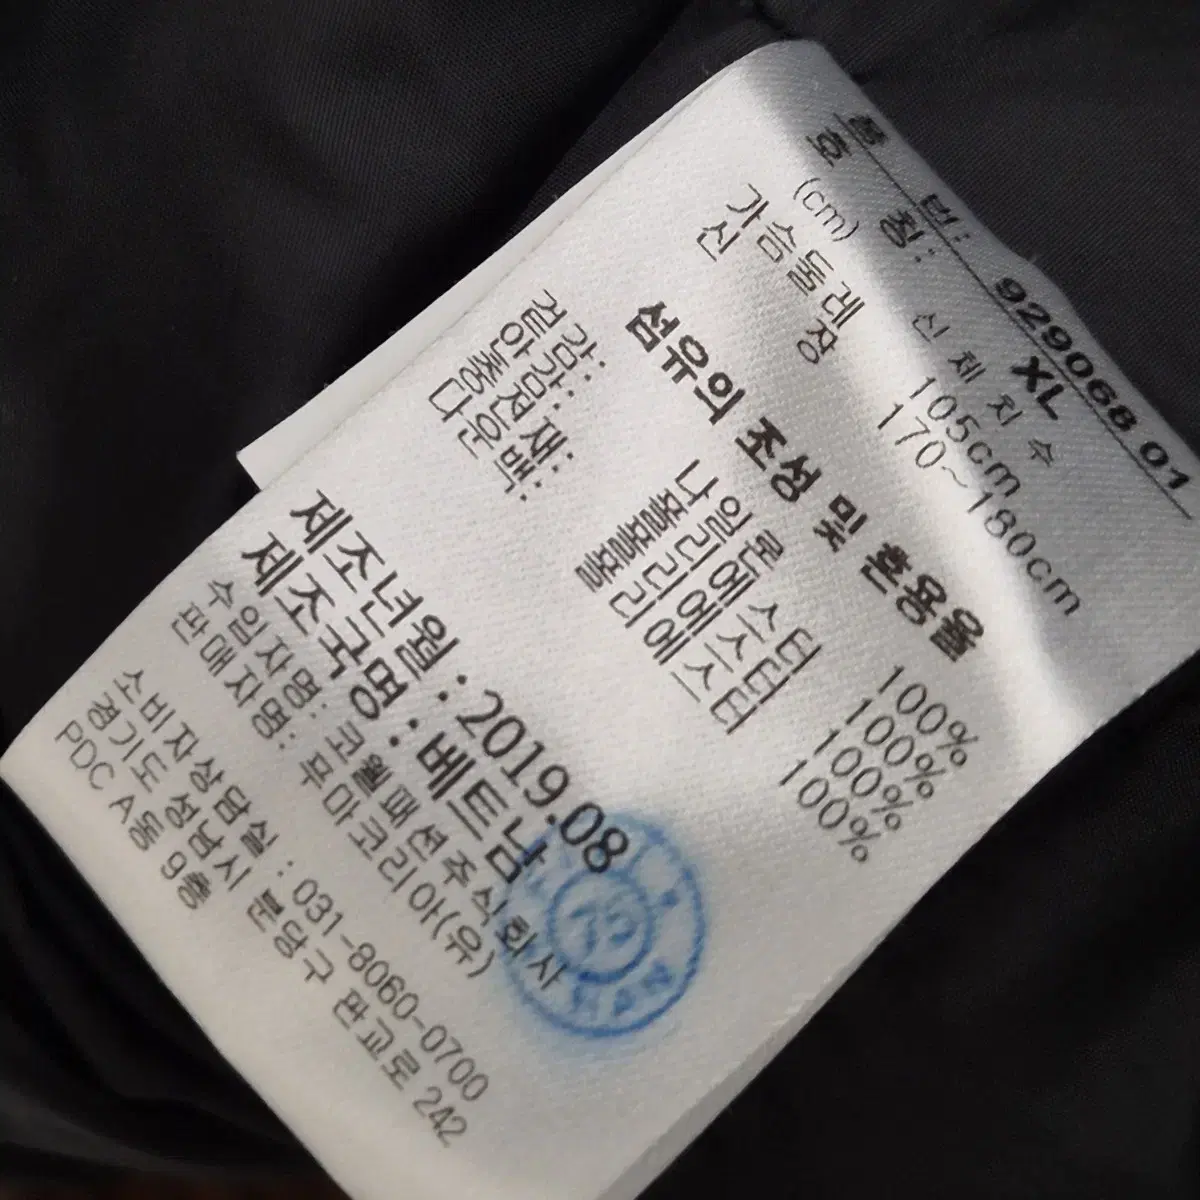 품 번: 929068 01
호 칭: XL
(cm) 신 체 치 수
가슴둘레 105cm
신 장 170~180cm
섬유의 조성 및 혼용율
겉감: 나일론 100%
안감: 폴리에스터 100%
충전재: 폴리에스터 100%
다운백: 폴리에스터 100%
제조년월 : 2019.08
제조국명 : 베트남
수입자명: 코웰패션주식회사
판매자명: 푸마코리아(유)
소비자상담실 : 031-8060-0700
경기도 성남시 분당구 판교로 242
PDC A동 9층
75